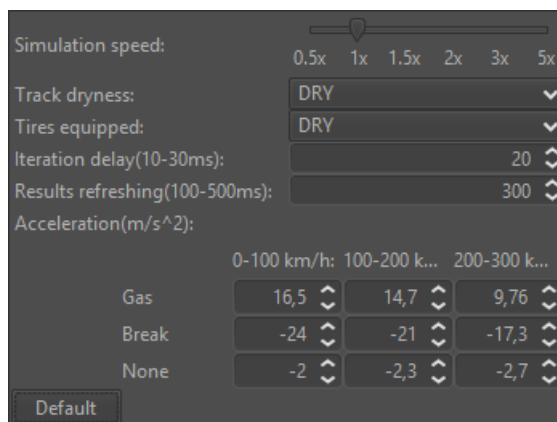 Simulation speed:
0.5x 1x 1.5x 2x 3x 5x
Track dryness: DRY
Tires equipped: DRY
Iteration delay(10-30ms): 20
Results refreshing(100-500ms): 300
Acceleration(m/s^2):
0-100 km/h: 100-200 k... 200-300 k...
Gas 16,5 14,7 9,76
Break -24 -21 -17,3
None -2 -2,3 -2,7
Default